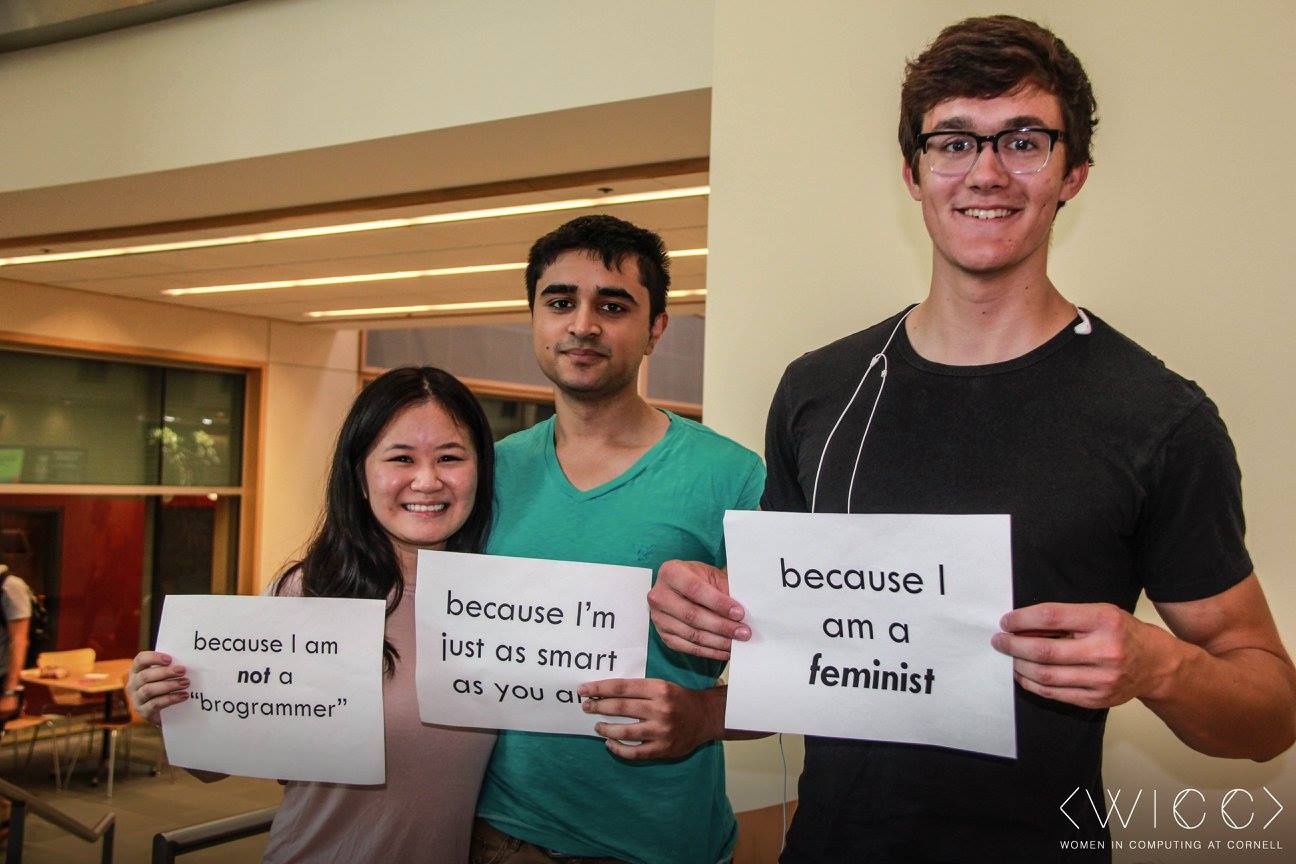 because I am
not a
“brogrammer”
because I’m
just as smart
as you are
because I
am a
feminist
<WICC>
WOMEN IN COMPUTING AT CORNELL